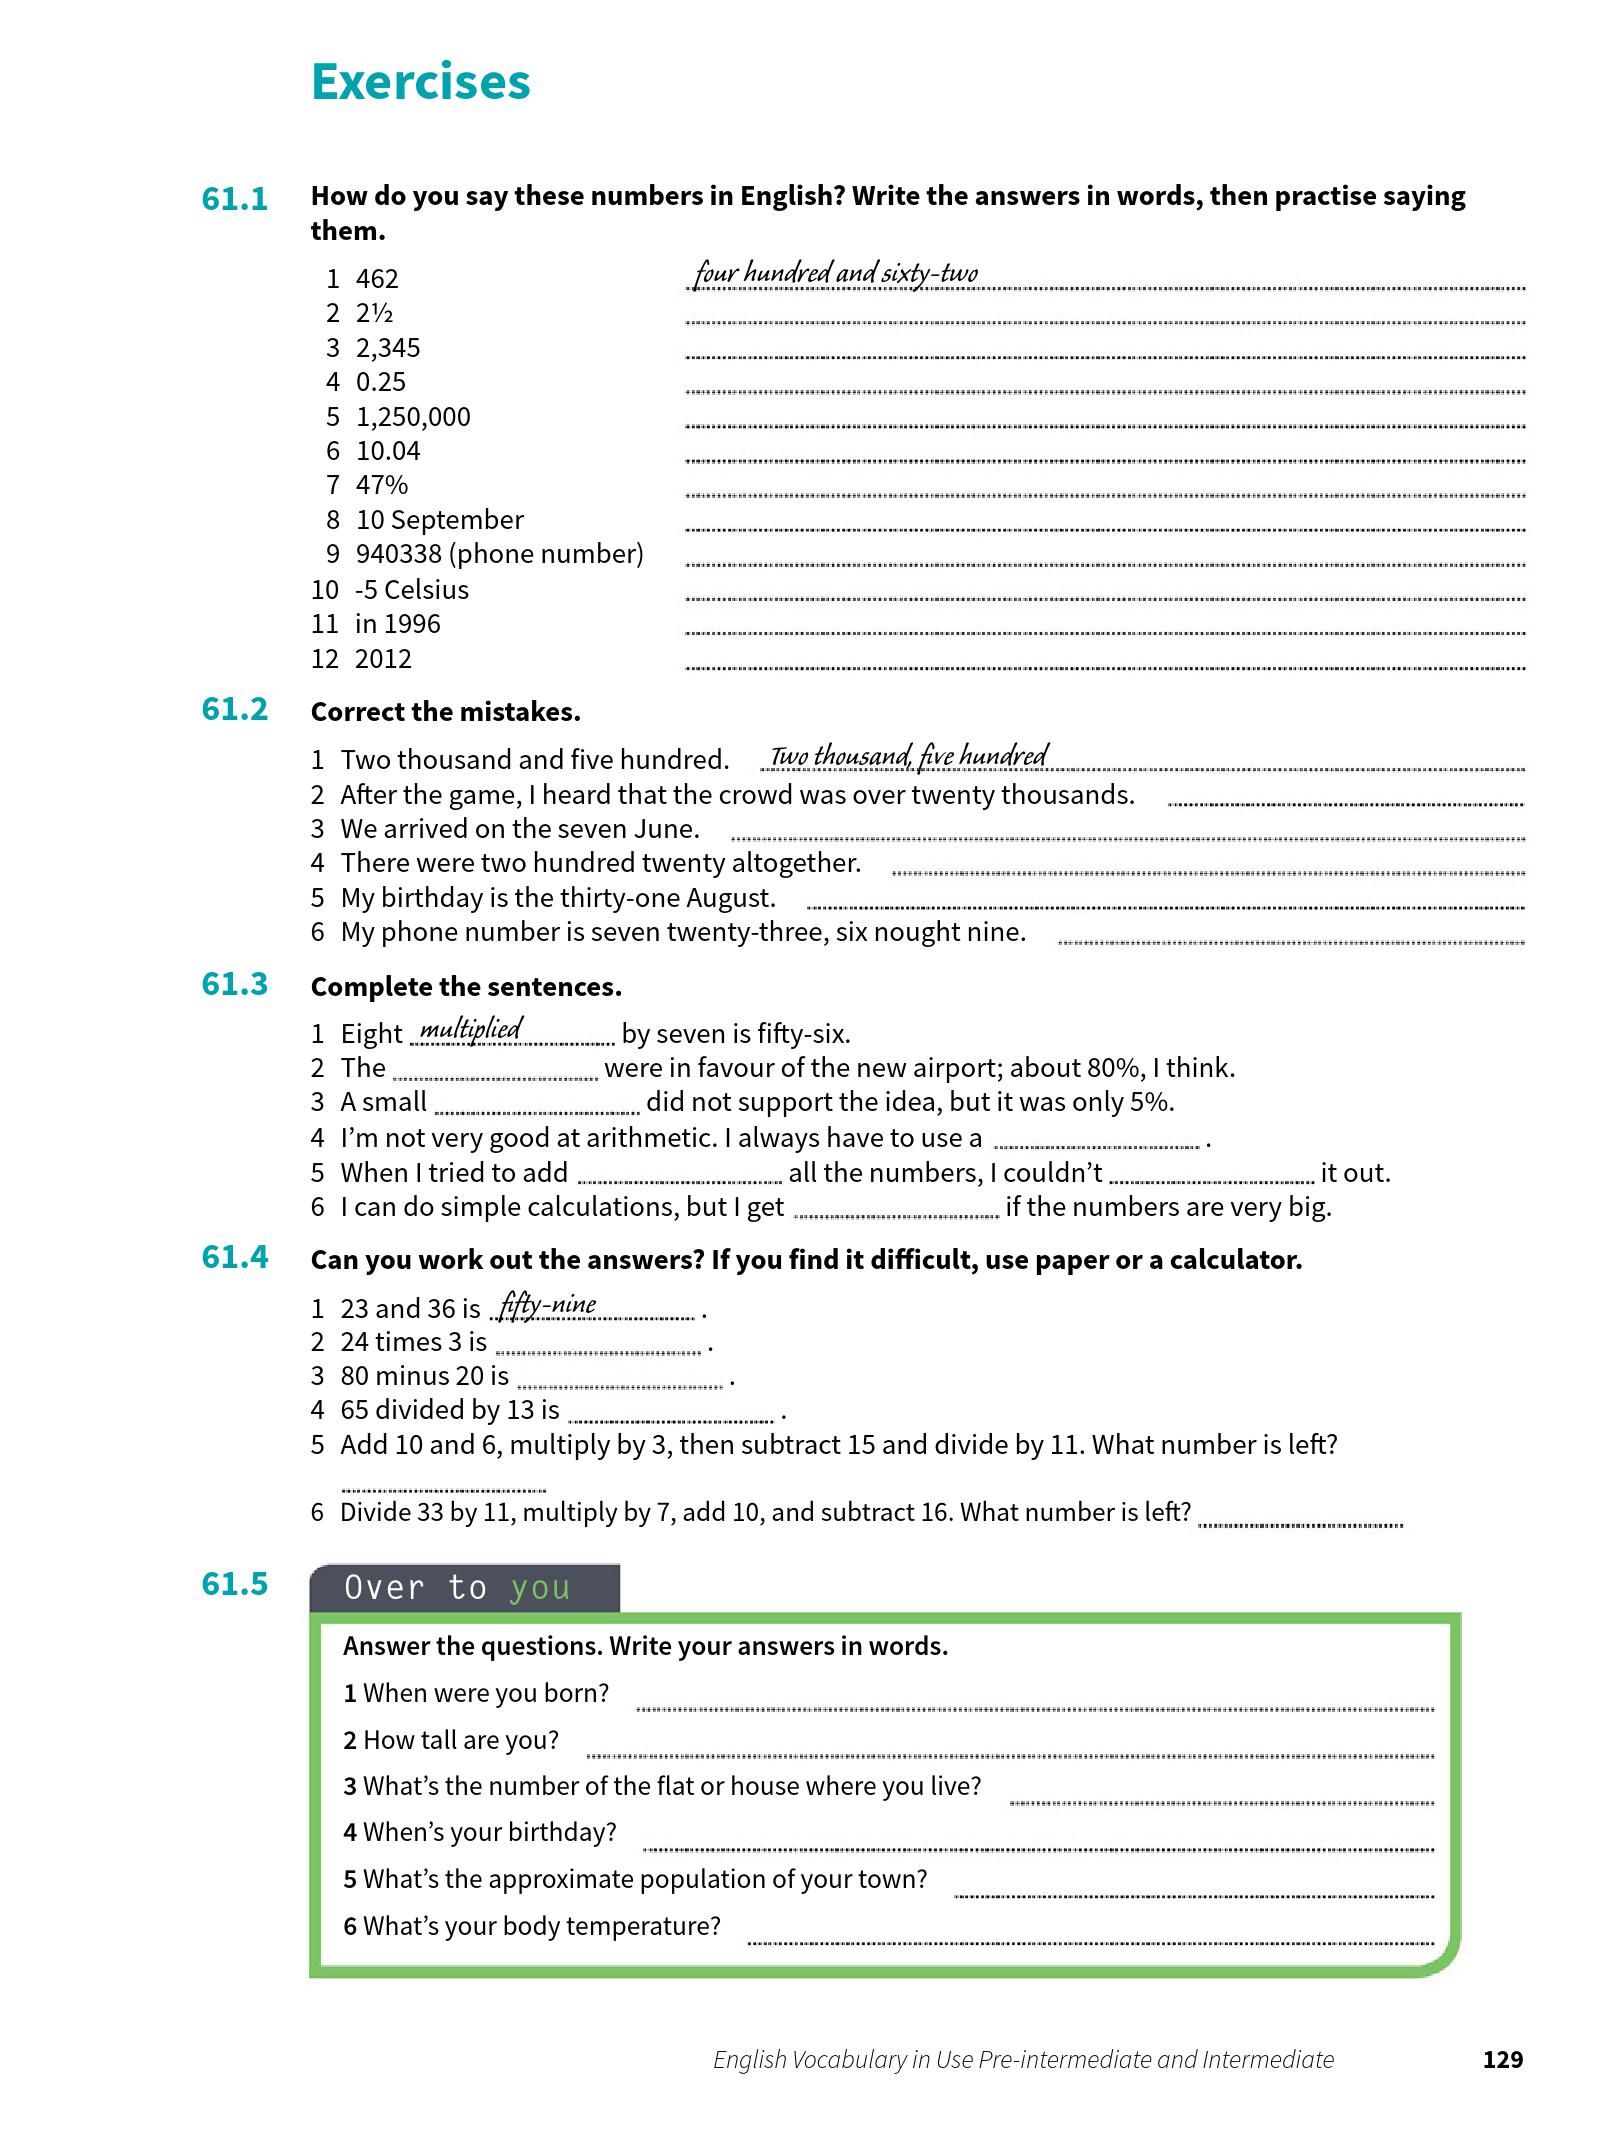 Exercises
61.1 How do you say these numbers in English? Write the answers in words, then practise saying
them.
1 462 four hundred and sixty-two
2 2½
3 2,345
4 0.25
5 1,250,000
6 10.04
7 47%
8 10 September
9 940338 (phone number)
10 -5 Celsius
11 in 1996
12 2012
61.2 Correct the mistakes.
1 Two thousand and five hundred. Two thousand, five hundred
2 After the game, I heard that the crowd was over twenty thousands.
3 We arrived on the seven June.
4 There were two hundred twenty altogether.
5 My birthday is the thirty-one August.
6 My phone number is seven twenty-three, six nought nine.
61.3 Complete the sentences.
1 Eight multiplied by seven is fifty-six.
2 The were in favour of the new airport; about 80%, I think.
3 A small did not support the idea, but it was only 5%.
4 I’m not very good at arithmetic. I always have to use a .
5 When I tried to add all the numbers, I couldn’t it out.
6 I can do simple calculations, but I get if the numbers are very big.
61.4 Can you work out the answers? If you find it difficult, use paper or a calculator.
1 23 and 36 is fifty-nine .
2 24 times 3 is .
3 80 minus 20 is .
4 65 divided by 13 is .
5 Add 10 and 6, multiply by 3, then subtract 15 and divide by 11. What number is left?
6 Divide 33 by 11, multiply by 7, add 10, and subtract 16. What number is left?
61.5 Over to you
Answer the questions. Write your answers in words.
1 When were you born?
2 How tall are you?
3 What’s the number of the flat or house where you live?
4 When’s your birthday?
5 What’s the approximate population of your town?
6 What’s your body temperature?
English Vocabulary in Use Pre-intermediate and Intermediate 129